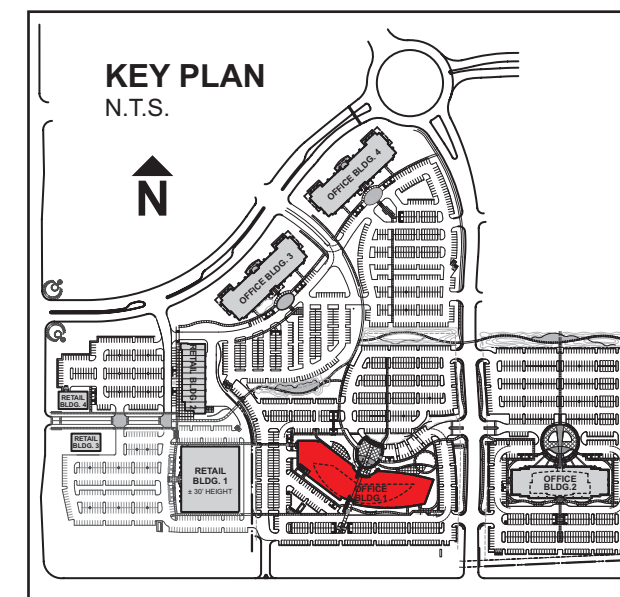 KEY PLAN
N.T.S.
N
OFFICE BLDG. 4
OFFICE BLDG. 3
RETAIL BLDG. 2
RETAIL
BLDG. 4
RETAIL
BLDG. 3
RETAIL
BLDG. 1
± 30' HEIGHT
OFFICE
BLDG.1
OFFICE
BLDG.2